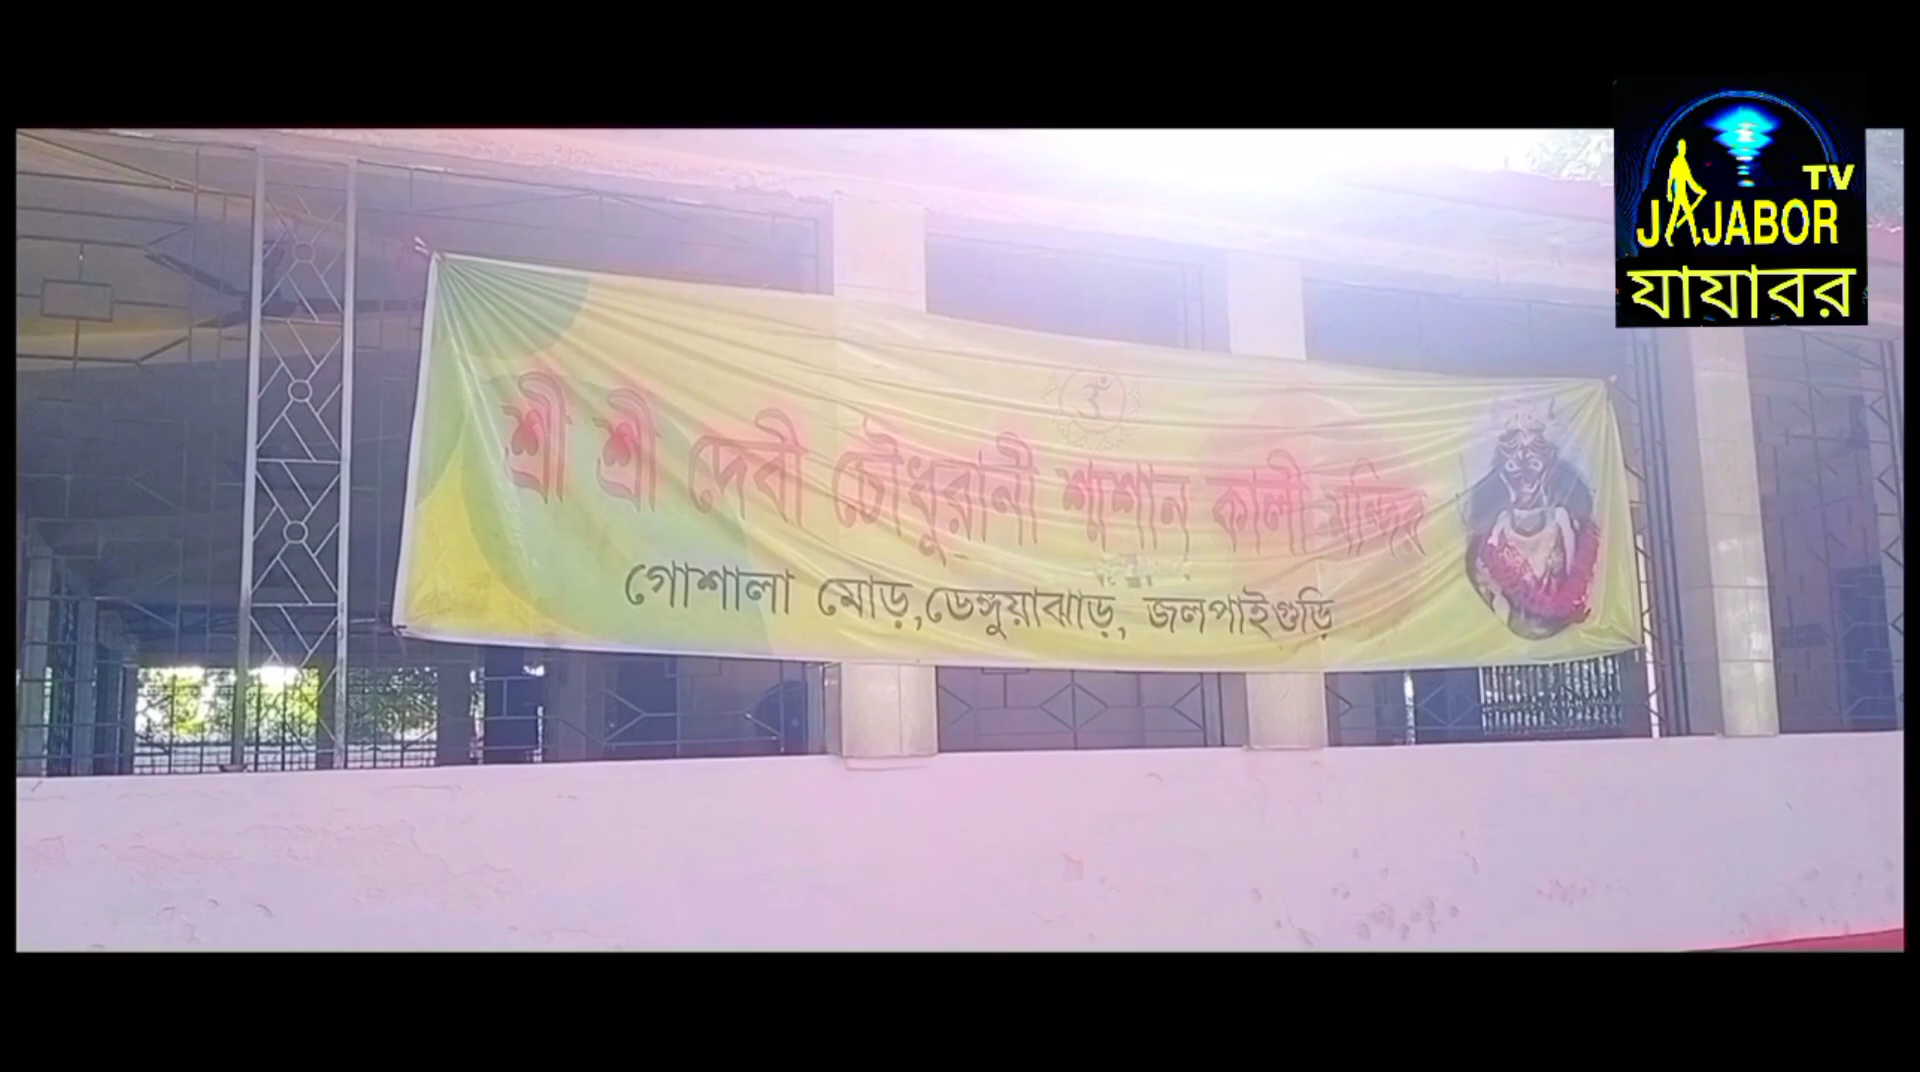 TV
JAJABOR
যাযাবর
ॐ
শ্রী শ্রী দেবী চৌধুরানী শ্মশান কালী মন্দির
গোশালা মোড়,ডেঙ্গুয়াঝাড়, জলপাইগুড়ি